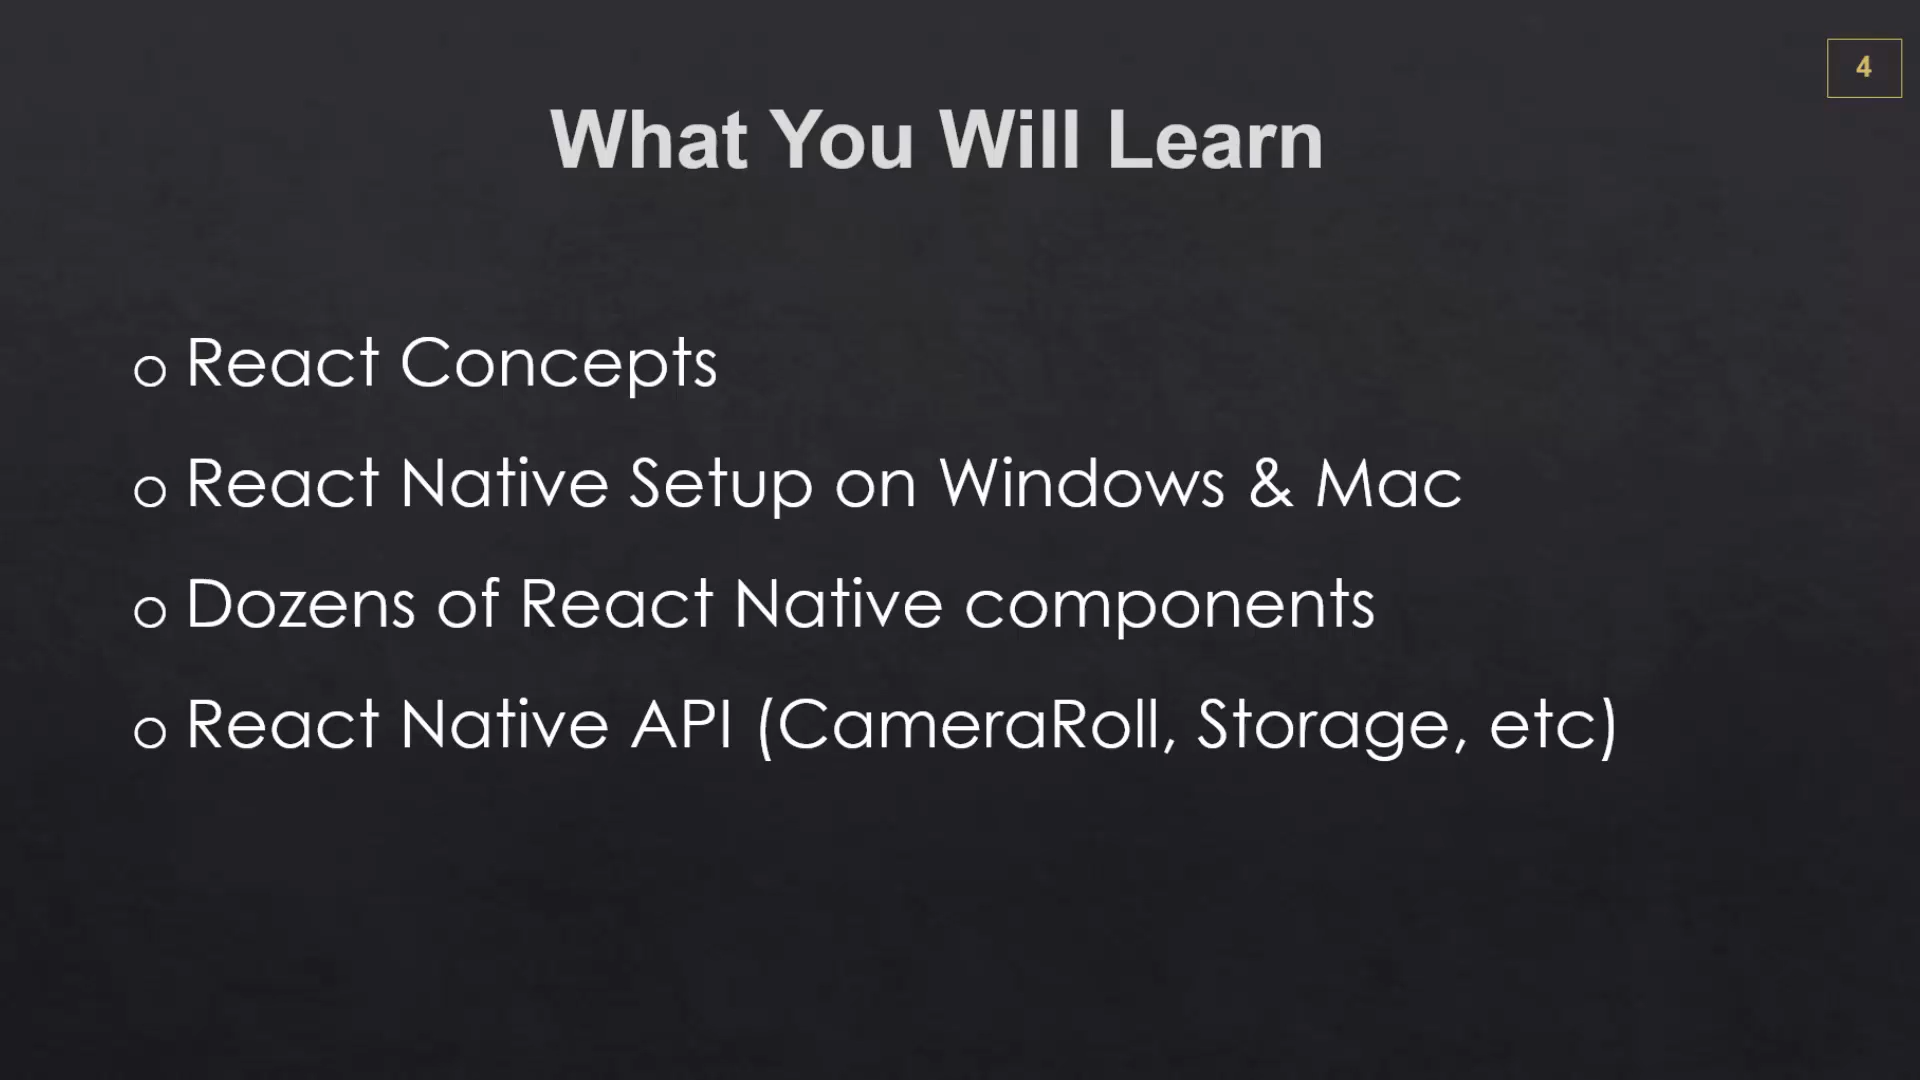 4
What You Will Learn
o React Concepts
o React Native Setup on Windows & Mac
o Dozens of React Native components
o React Native API (CameraRoll, Storage, etc)